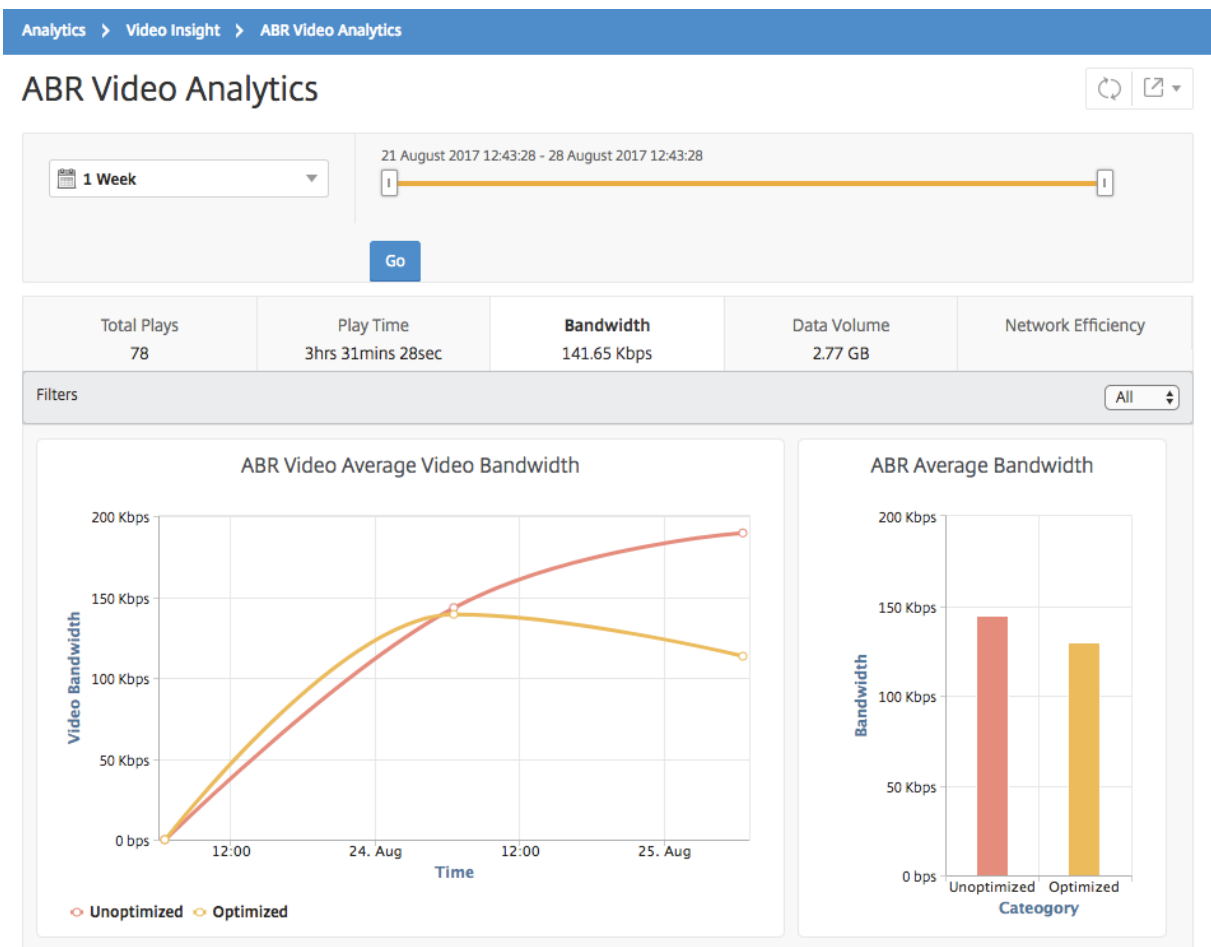 Analytics > Video Insight > ABR Video Analytics
ABR Video Analytics
21 August 2017 12:43:28 - 28 August 2017 12:43:28
1 Week
Go
Total Plays Play Time Bandwidth Data Volume Network Efficiency
78 3hrs 31mins 28sec 141.65 Kbps 2.77 GB
Filters All
ABR Video Average Video Bandwidth
200 Kbps
150 Kbps
100 Kbps
50 Kbps
0 bps
Video Bandwidth
12:00 24. Aug 12:00 25. Aug
Time
Unoptimized Optimized
ABR Average Bandwidth
200 Kbps
150 Kbps
100 Kbps
50 Kbps
0 bps
Bandwidth
Unoptimized Optimized
Cateogory